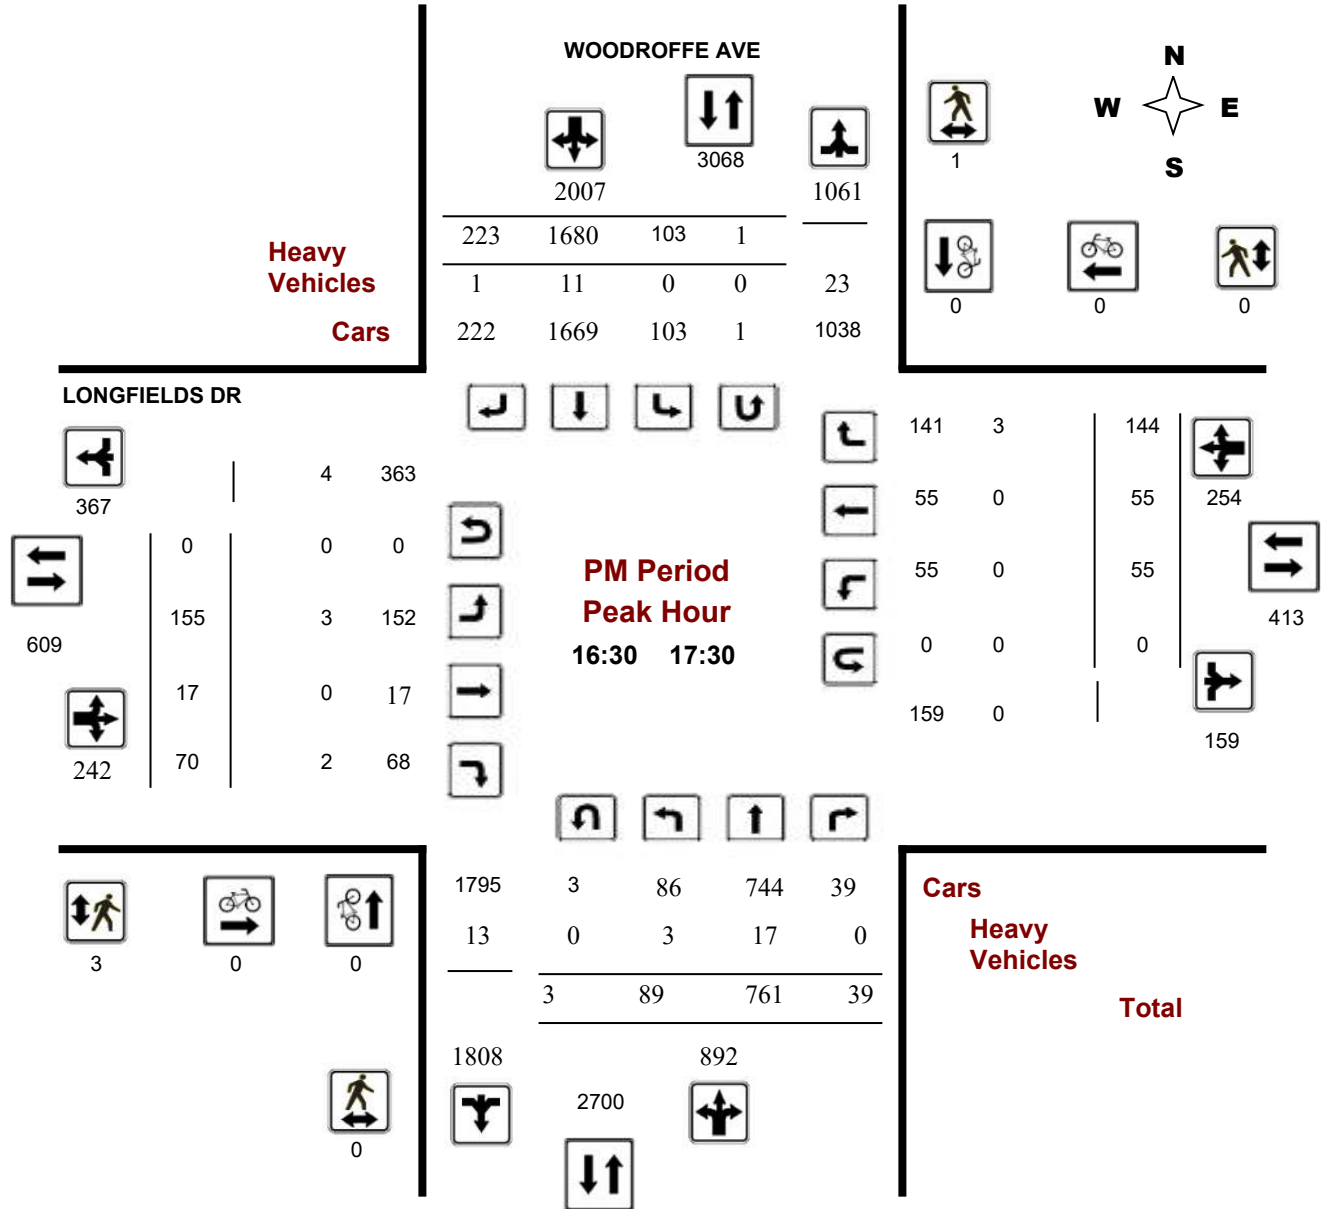 WOODROFFE AVE
N
W E
S
3068
1
2007 1061
223 1680 103 1
Heavy
Vehicles
1 11 0 0 23
0 0 0
Cars
222 1669 103 1 1038
LONGFIELDS DR
141 3 144
4 363
367
55 0 55 254
0 0 0
PM Period
55 0 55
Peak Hour
155 3 152
413
609
16:30 17:30
0 0 0
17 0 17
159 0
159
242 70 2 68
1795 3 86 744 39
Cars
13 0 3 17 0
Heavy
Vehicles
3 0 0
3 89 761 39
Total
1808 892
2700
0